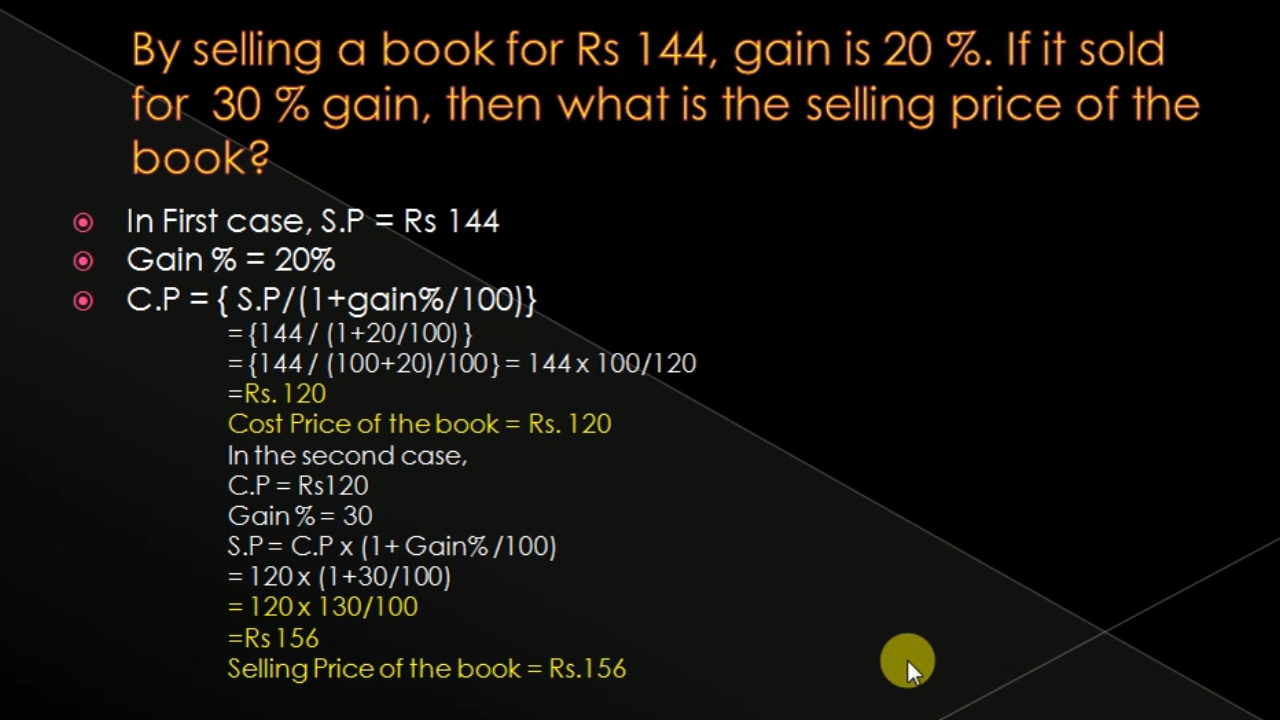 By selling a book for Rs 144, gain is 20 %. If it sold
for 30 % gain, then what is the selling price of the
book?
In First case, S.P = Rs 144
Gain % = 20%
C.P = { S.P/(1+gain%/100)}
= {144 / (1+20/100) }
= {144 / (100+20)/100} = 144 x 100/120
=Rs. 120
Cost Price of the book = Rs. 120
In the second case,
C.P = Rs120
Gain % = 30
S.P = C.P x (1+ Gain% /100)
= 120 x (1+30/100)
= 120 x 130/100
=Rs 156
Selling Price of the book = Rs.156